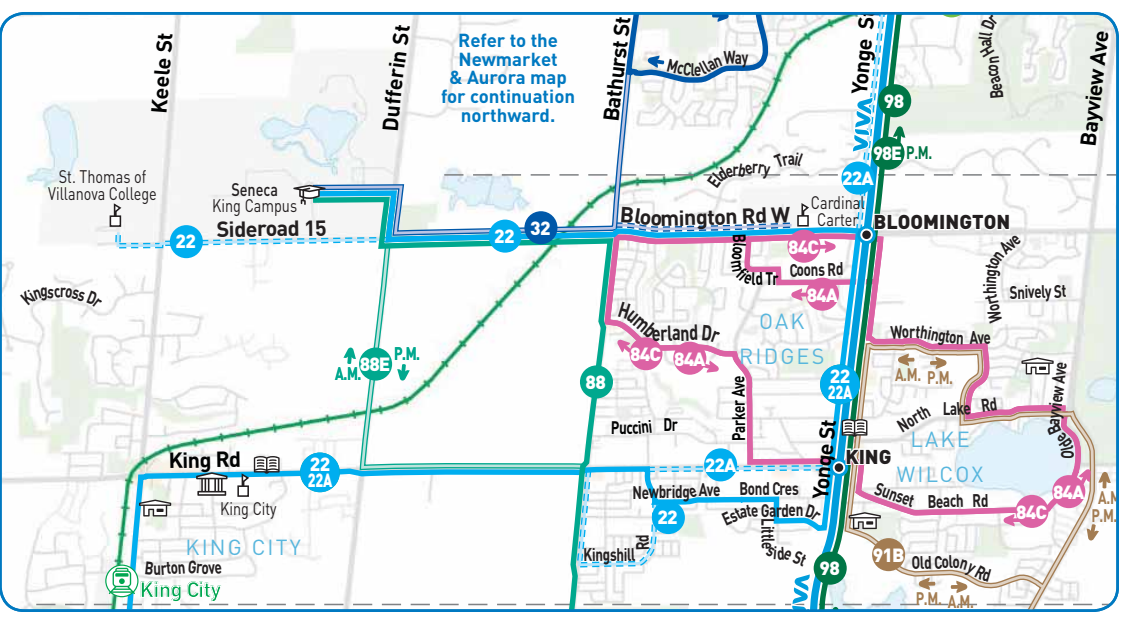 Keele St
Dufferin St
Refer to the
Newmarket
& Aurora map
for continuation
northward.
Bathurst St
McClellan Way
Yonge St
viva
98
98E P.M.
22A
Beacon Hall Dr
Bayview Ave
St. Thomas of
Villanova College
Seneca
King Campus
22
Sideroad 15
22
32
Elderberry Trail
Bloomington Rd W
Cardinal
Carter
BLOOMINGTON
84C
Bloomfield Tr
Coons Rd
84A
Kingscross Dr
Worthington Ave
Snively St
OAK
RIDGES
Humberland Dr
84C
84A
Worthington Ave
A.M. P.M.
A.M.
88E
P.M.
88
22
22A
Parker Ave
North Lake Rd
Olde Bayview Ave
Puccini Dr
LAKE
WILCOX
Yonge St
KING
King Rd
22
22A
King City
22A
Newbridge Ave
Bond Cres
Estate Garden Dr
22
Littleside St
Kingshill Rd
Sunset Beach Rd
84C
84A
A.M.
P.M.
KING CITY
Burton Grove
King City
91B
Old Colony Rd
P.M. A.M.
98
viva